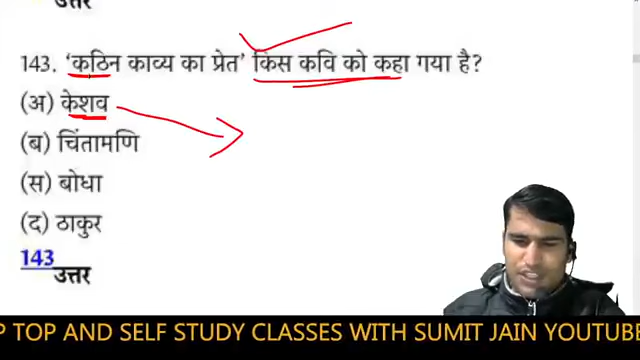 उत्तर
143. ‘कठिन काव्य का प्रेत’ किस कवि को कहा गया है?
(अ) केशव
(ब) चिंतामणि
(स) बोधा
(द) ठाकुर
143
उत्तर
P TOP AND SELF STUDY CLASSES WITH SUMIT JAIN YOUTUBE